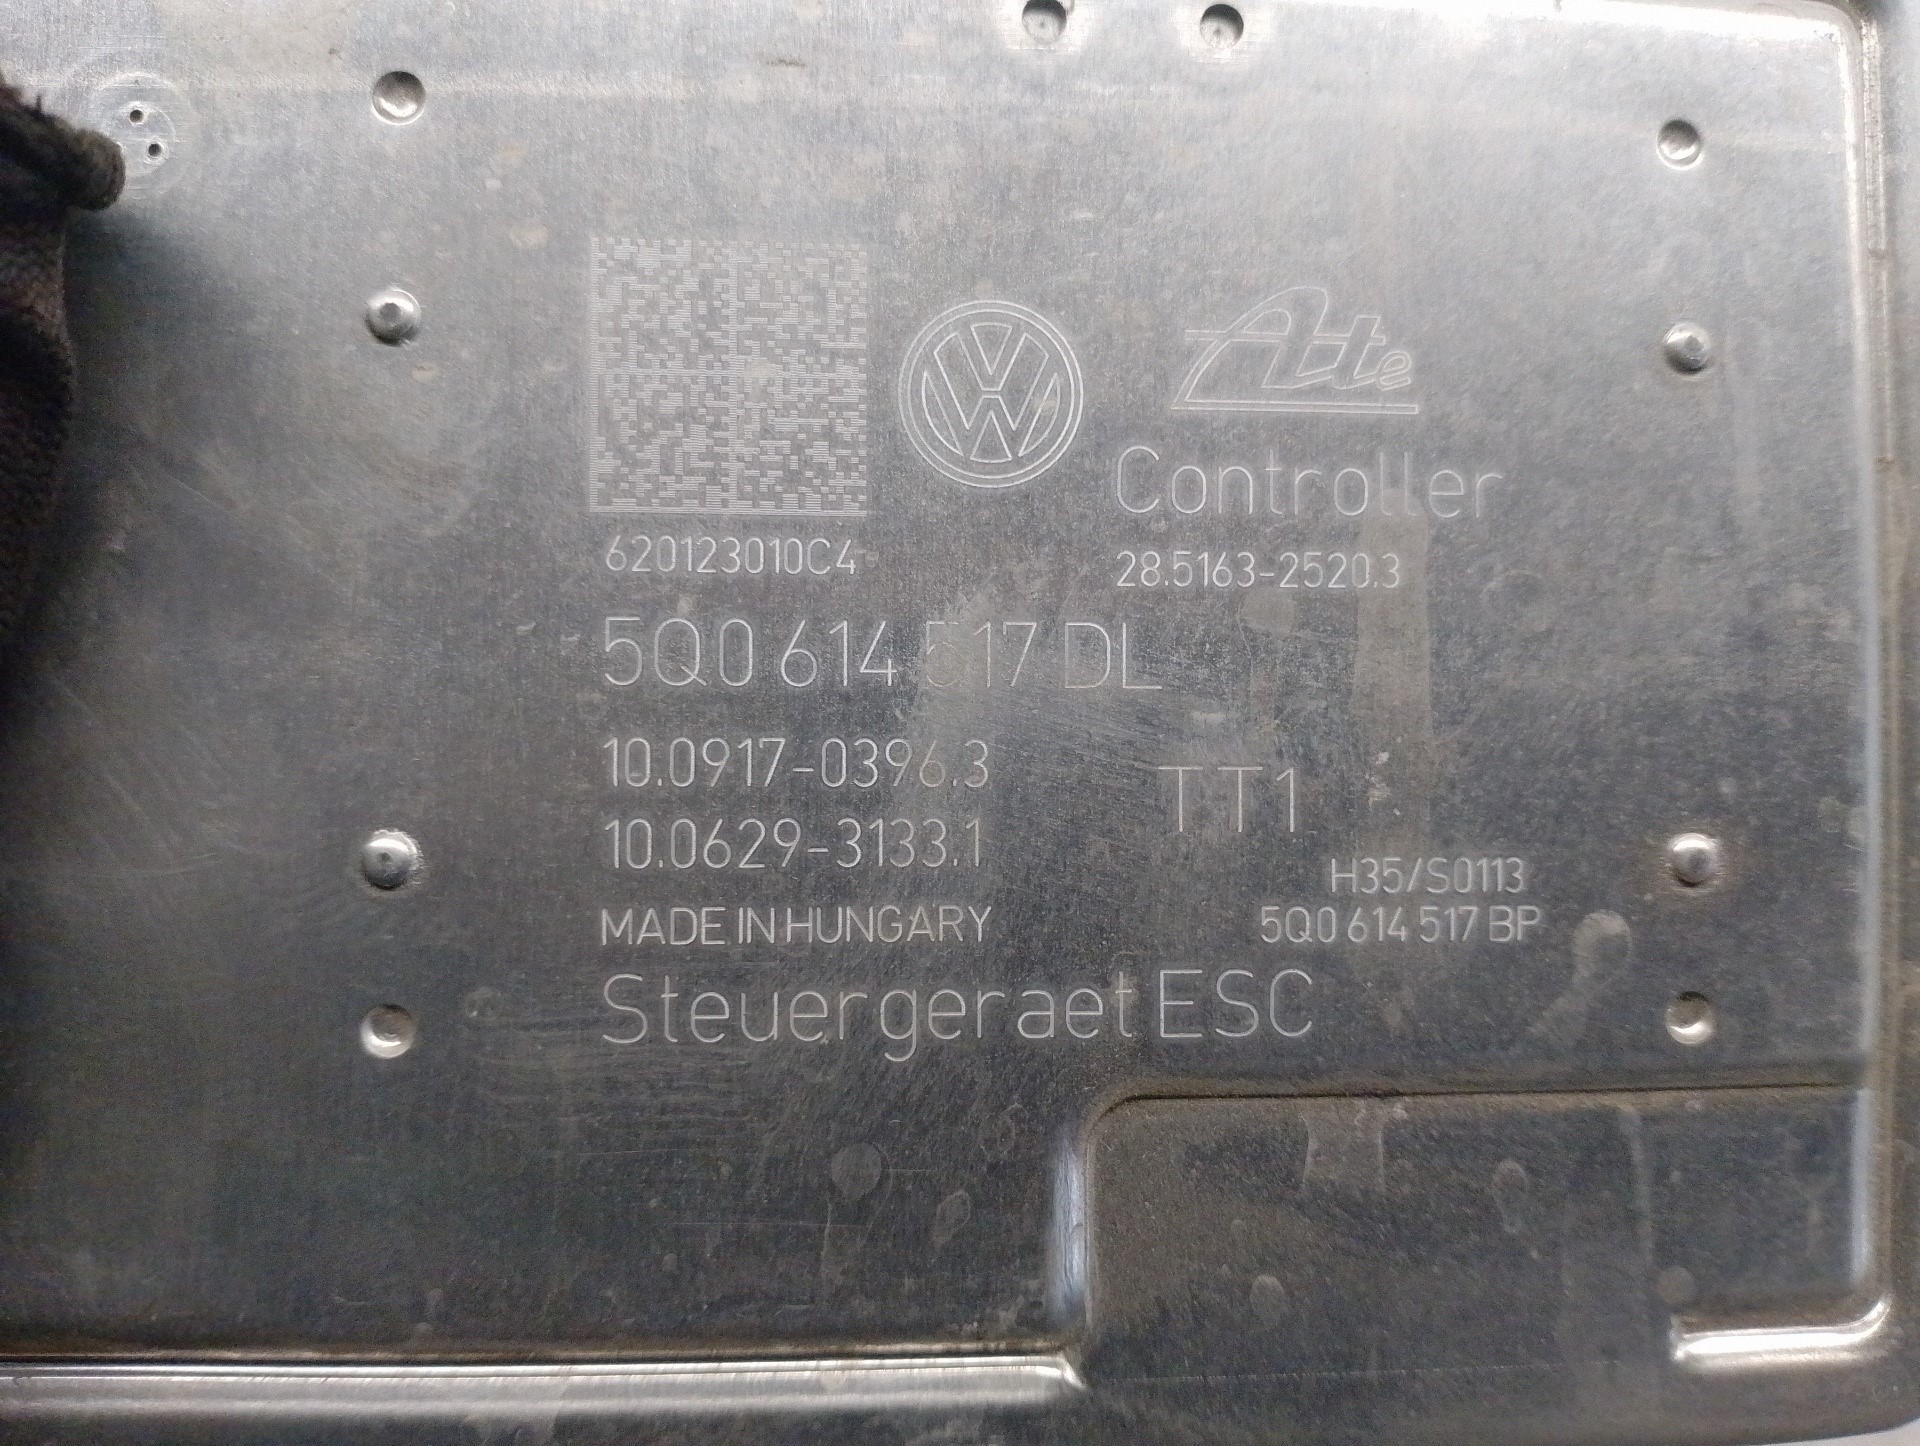 Ate
Controller
620123010C4
28.5163-2520.3
5Q0 614 517 DL
10.0917-0396.3
TT1
10.0629-3133.1
H35/S0113
MADE IN HUNGARY
5Q0 614 517 BP
Steuergeraet ESC